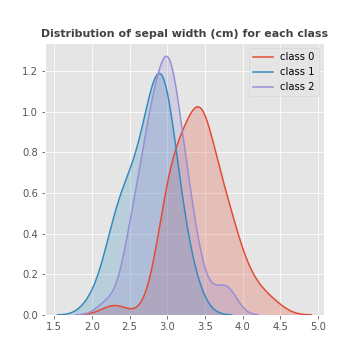 Distribution of sepal width (cm) for each class
class 0
class 1
class 2
1.2
1.0
0.8
0.6
0.4
0.2
0.0
1.5 2.0 2.5 3.0 3.5 4.0 4.5 5.0